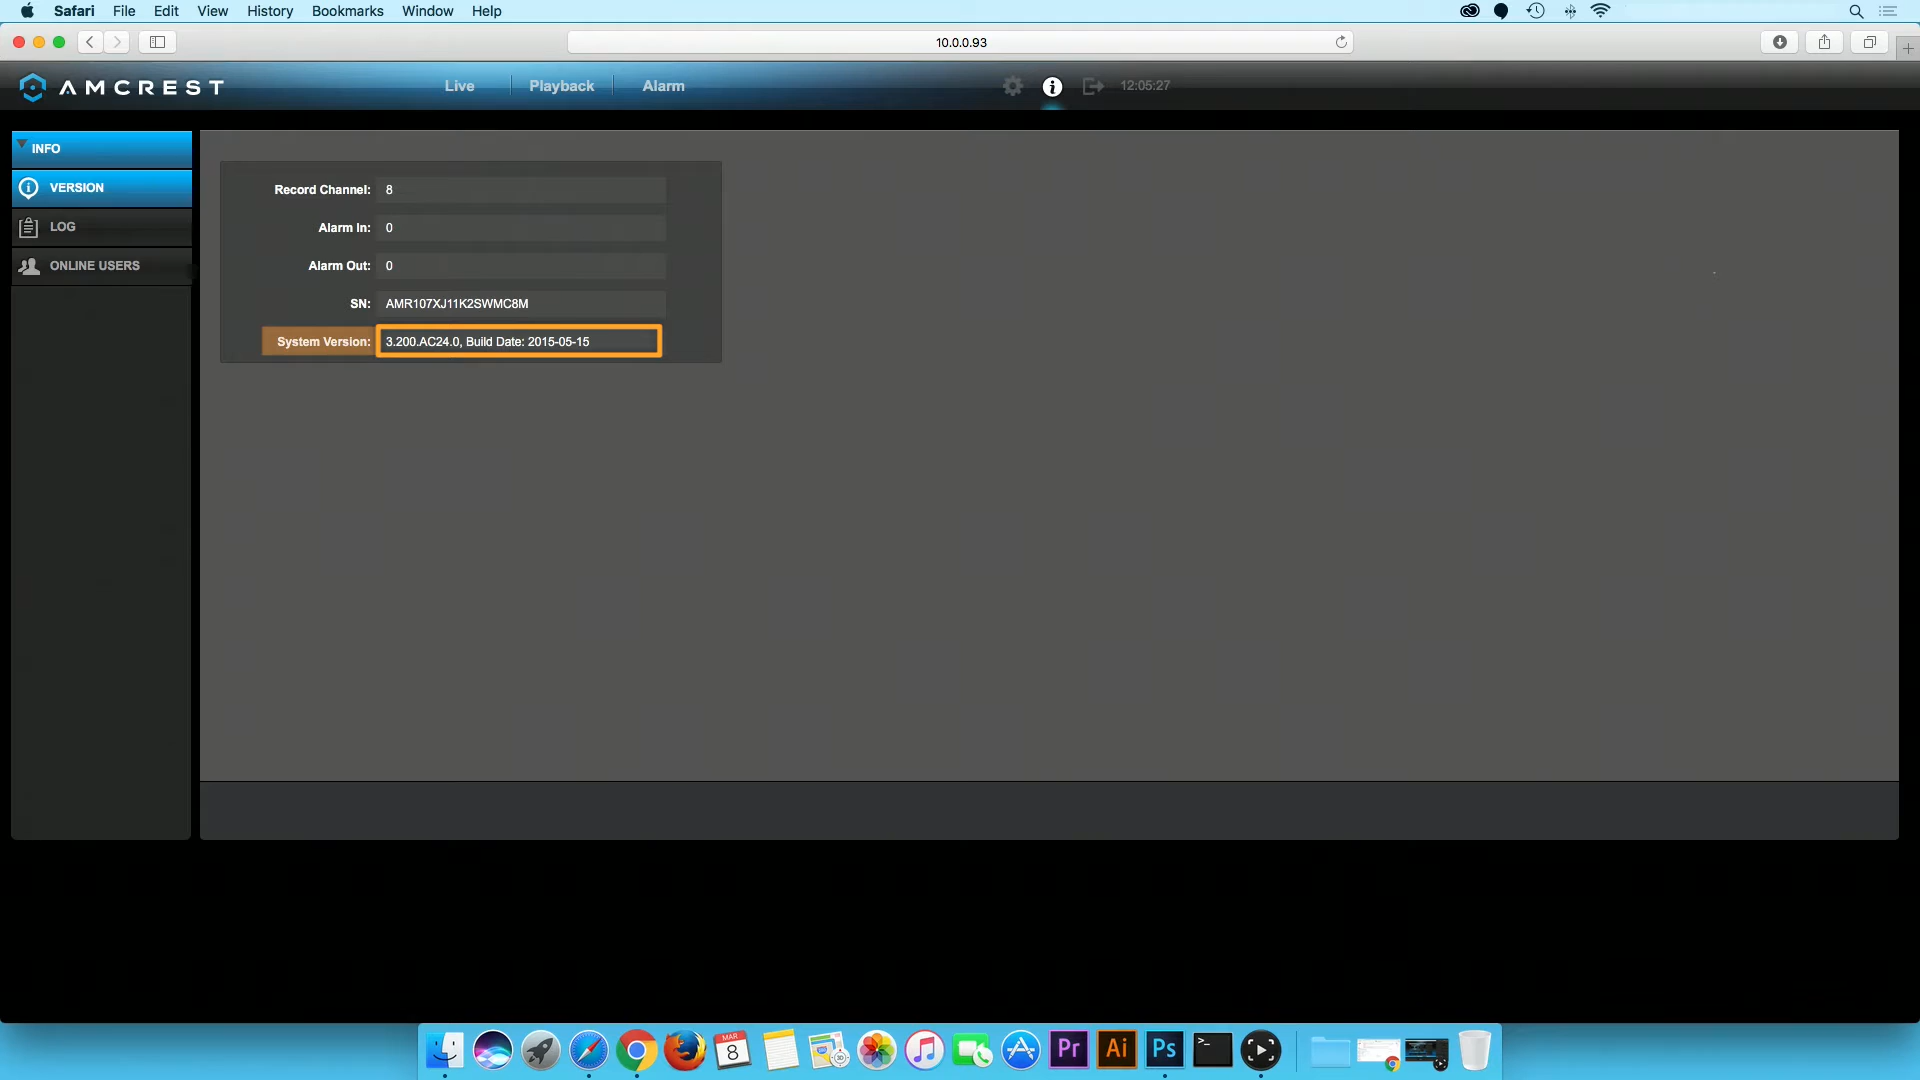 Safari File Edit View History Bookmarks Window Help
10.0.0.93
AMCREST
Live Playback Alarm
12:05:27
INFO
VERSION
LOG
ONLINE USERS
Record Channel: 8
Alarm In: 0
Alarm Out: 0
SN: AMR107XJ11K2SWMC8M
System Version: 3.200.AC24.0, Build Date: 2015-05-15
MAR
8
Pr
Ai
Ps
>_